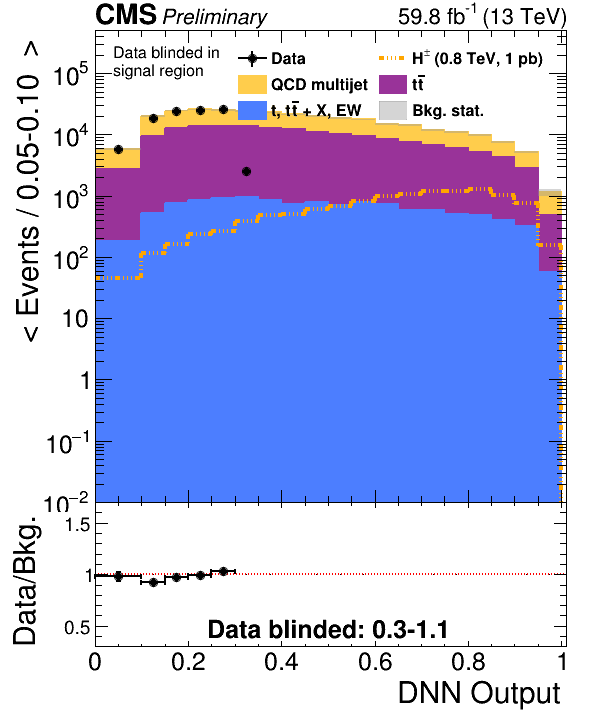 CMS Preliminary 59.8 fb⁻¹ (13 TeV)
Data blinded in
signal region
Data
H± (0.8 TeV, 1 pb)
QCD multijet
tt̅
t, tt̅ + X, EW
Bkg. stat.
< Events / 0.05-0.10 >
10⁵
10⁴
10³
10²
10
1
10⁻¹
10⁻²
Data/Bkg.
1.5
1
0.5
Data blinded: 0.3-1.1
0 0.2 0.4 0.6 0.8 1
DNN Output